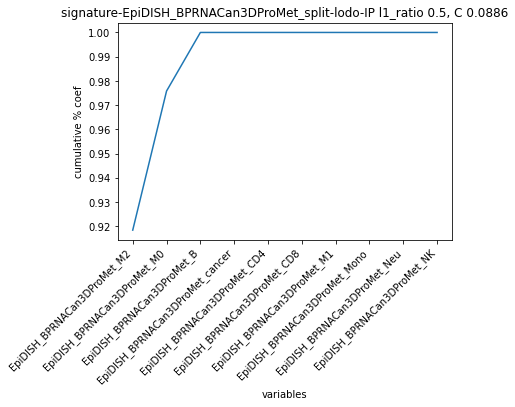 signature-EpiDISH_BPRNACan3DProMet_split-lodo-IP l1_ratio 0.5, C 0.0886
1.00
0.99
0.98
0.97
0.96
0.95
0.94
0.93
0.92
cumulative % coef
EpiDISH_BPRNACan3DProMet_M2
EpiDISH_BPRNACan3DProMet_M0
EpiDISH_BPRNACan3DProMet_B
EpiDISH_BPRNACan3DProMet_cancer
EpiDISH_BPRNACan3DProMet_CD4
EpiDISH_BPRNACan3DProMet_CD8
EpiDISH_BPRNACan3DProMet_M1
EpiDISH_BPRNACan3DProMet_Mono
EpiDISH_BPRNACan3DProMet_Neu
EpiDISH_BPRNACan3DProMet_NK
variables